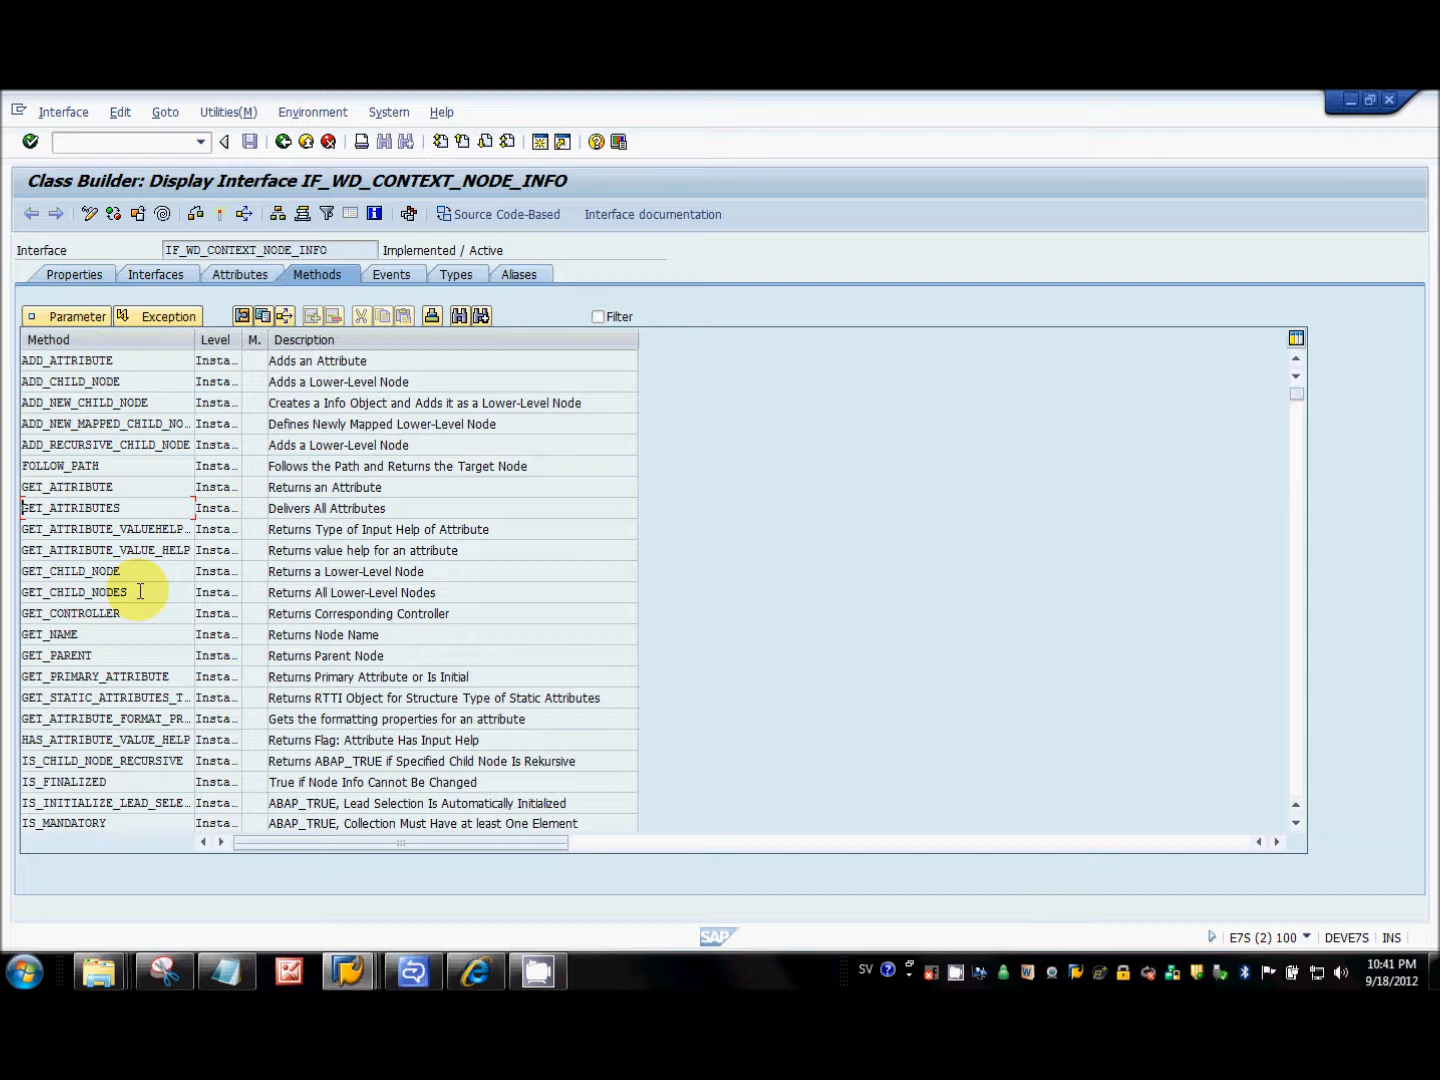 Interface Edit Goto Utilities(M) Environment System Help
Class Builder: Display Interface IF_WD_CONTEXT_NODE_INFO
Source Code-Based Interface documentation
Interface IF_WD_CONTEXT_NODE_INFO Implemented / Active
Properties Interfaces Attributes Methods Events Types Aliases
Parameter Exception Filter
Method Level M. Description
ADD_ATTRIBUTE Insta… Adds an Attribute
ADD_CHILD_NODE Insta… Adds a Lower-Level Node
ADD_NEW_CHILD_NODE Insta… Creates a Info Object and Adds it as a Lower-Level Node
ADD_NEW_MAPPED_CHILD_NO… Insta… Defines Newly Mapped Lower-Level Node
ADD_RECURSIVE_CHILD_NODE Insta… Adds a Lower-Level Node
FOLLOW_PATH Insta… Follows the Path and Returns the Target Node
GET_ATTRIBUTE Insta… Returns an Attribute
GET_ATTRIBUTES Insta… Delivers All Attributes
GET_ATTRIBUTE_VALUEHELP… Insta… Returns Type of Input Help of Attribute
GET_ATTRIBUTE_VALUE_HELP Insta… Returns value help for an attribute
GET_CHILD_NODE Insta… Returns a Lower-Level Node
GET_CHILD_NODES Insta… Returns All Lower-Level Nodes
GET_CONTROLLER Insta… Returns Corresponding Controller
GET_NAME Insta… Returns Node Name
GET_PARENT Insta… Returns Parent Node
GET_PRIMARY_ATTRIBUTE Insta… Returns Primary Attribute or Is Initial
GET_STATIC_ATTRIBUTES_T… Insta… Returns RTTI Object for Structure Type of Static Attributes
GET_ATTRIBUTE_FORMAT_PR… Insta… Gets the formatting properties for an attribute
HAS_ATTRIBUTE_VALUE_HELP Insta… Returns Flag: Attribute Has Input Help
IS_CHILD_NODE_RECURSIVE Insta… Returns ABAP_TRUE if Specified Child Node Is Rekursive
IS_FINALIZED Insta… True if Node Info Cannot Be Changed
IS_INITIALIZE_LEAD_SELE… Insta… ABAP_TRUE, Lead Selection Is Automatically Initialized
IS_MANDATORY Insta… ABAP_TRUE, Collection Must Have at least One Element
SAP E7S (2) 100 DEVE7S INS
SV 10:41 PM
9/18/2012